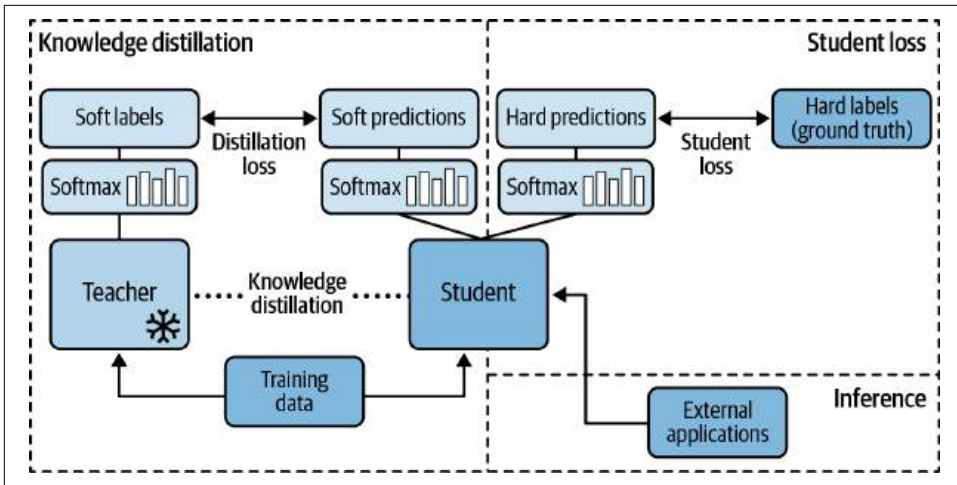 Knowledge distillation
Student loss
Soft labels
Soft predictions
Hard predictions
Hard labels
(ground truth)
Distillation
loss
Student
loss
Softmax
Softmax
Softmax
Teacher
Knowledge
distillation
Student
Training
data
Inference
External
applications